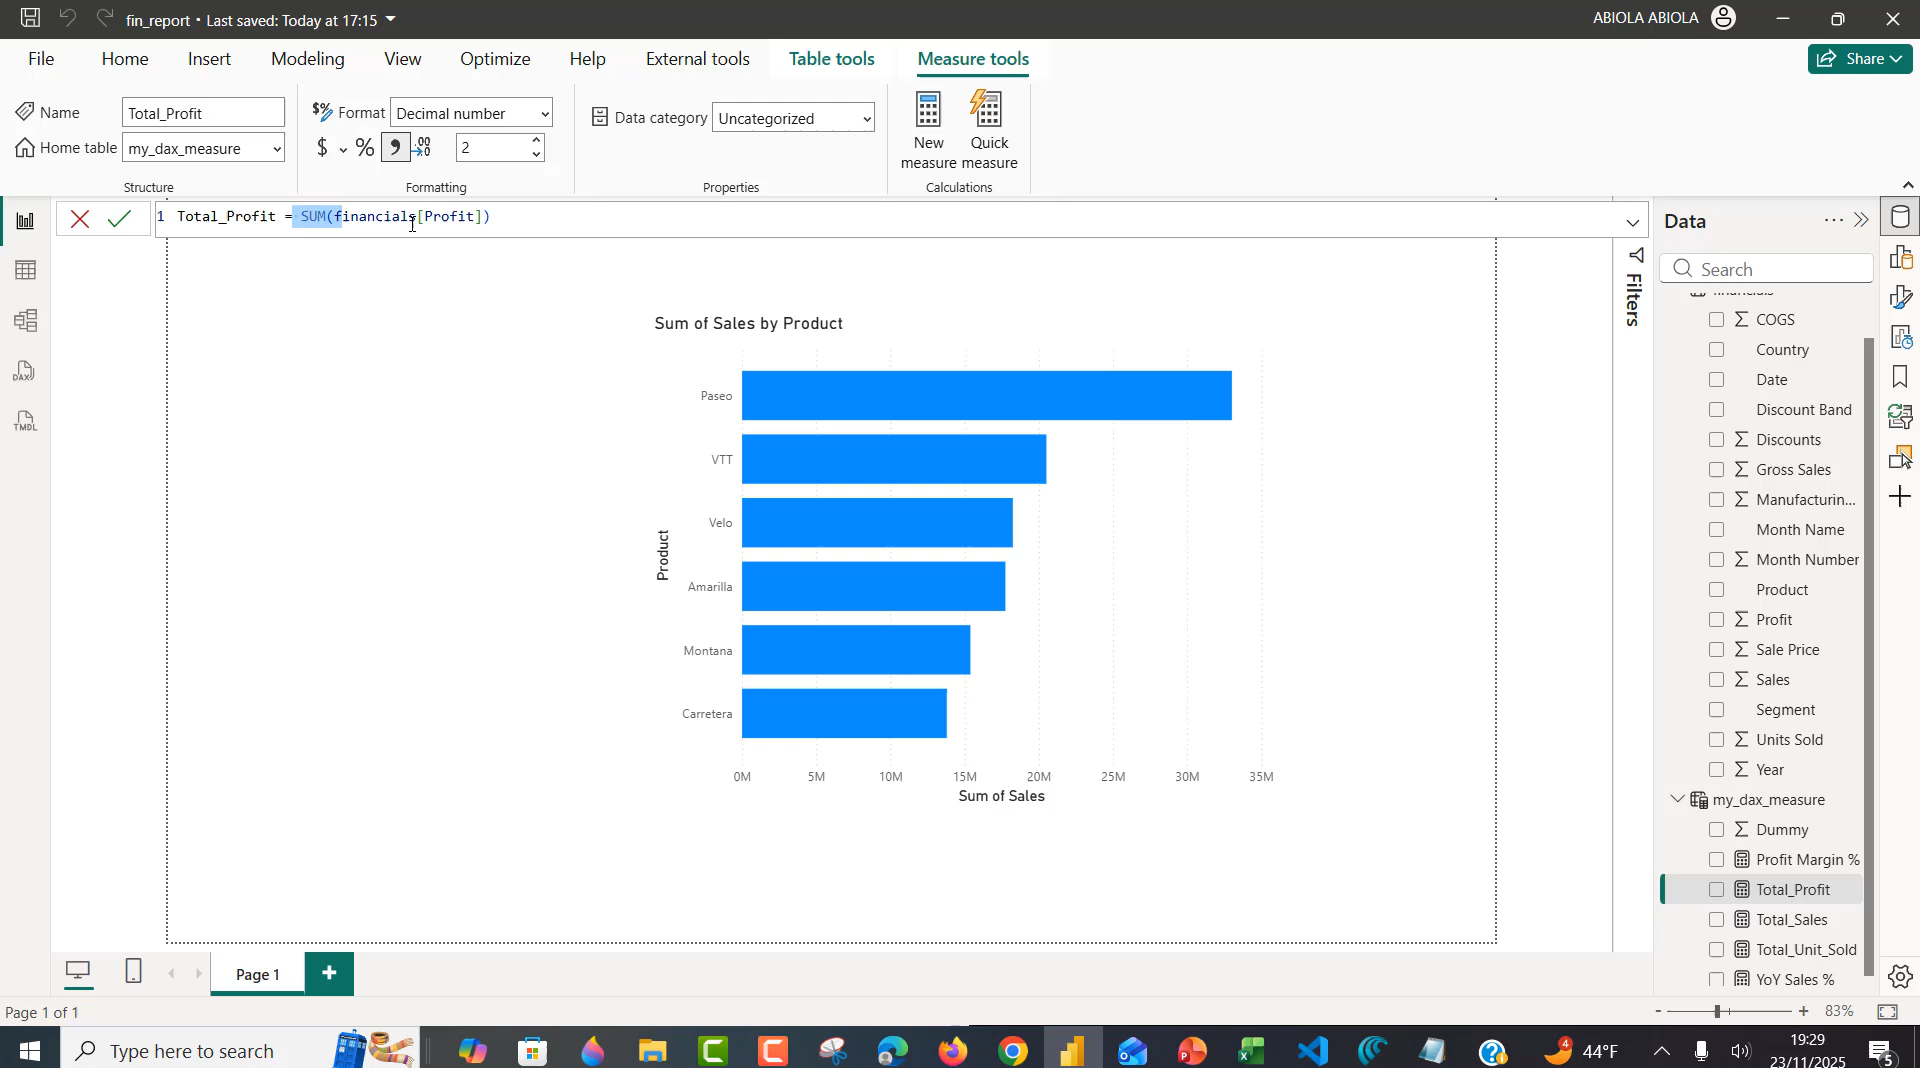 fin_report • Last saved: Today at 17:15
ABIOLA ABIOLA
File
Home
Insert
Modeling
View
Optimize
Help
External tools
Table tools
Measure tools
Share
Name
Total_Profit
Home table
my_dax_measure
Structure
$%
Format
Decimal number
$
%
,
.00
2
Formatting
Data category
Uncategorized
Properties
New
measure
Quick
measure
Calculations
1 Total_Profit = SUM(financials[Profit])
DAX
TMDL
Sum of Sales by Product
Product
Paseo
VTT
Velo
Amarilla
Montana
Carretera
0M
5M
10M
15M
20M
25M
30M
35M
Sum of Sales
Filters
Data
Search
financials
COGS
Country
Date
Discount Band
Discounts
Gross Sales
Manufacturin...
Month Name
Month Number
Product
Profit
Sale Price
Sales
Segment
Units Sold
Year
my_dax_measure
Dummy
Profit Margin %
Total_Profit
Total_Sales
Total_Unit_Sold
YoY Sales %
Page 1
Page 1 of 1
83%
Type here to search
4
44°F
19:29
23/11/2025
5